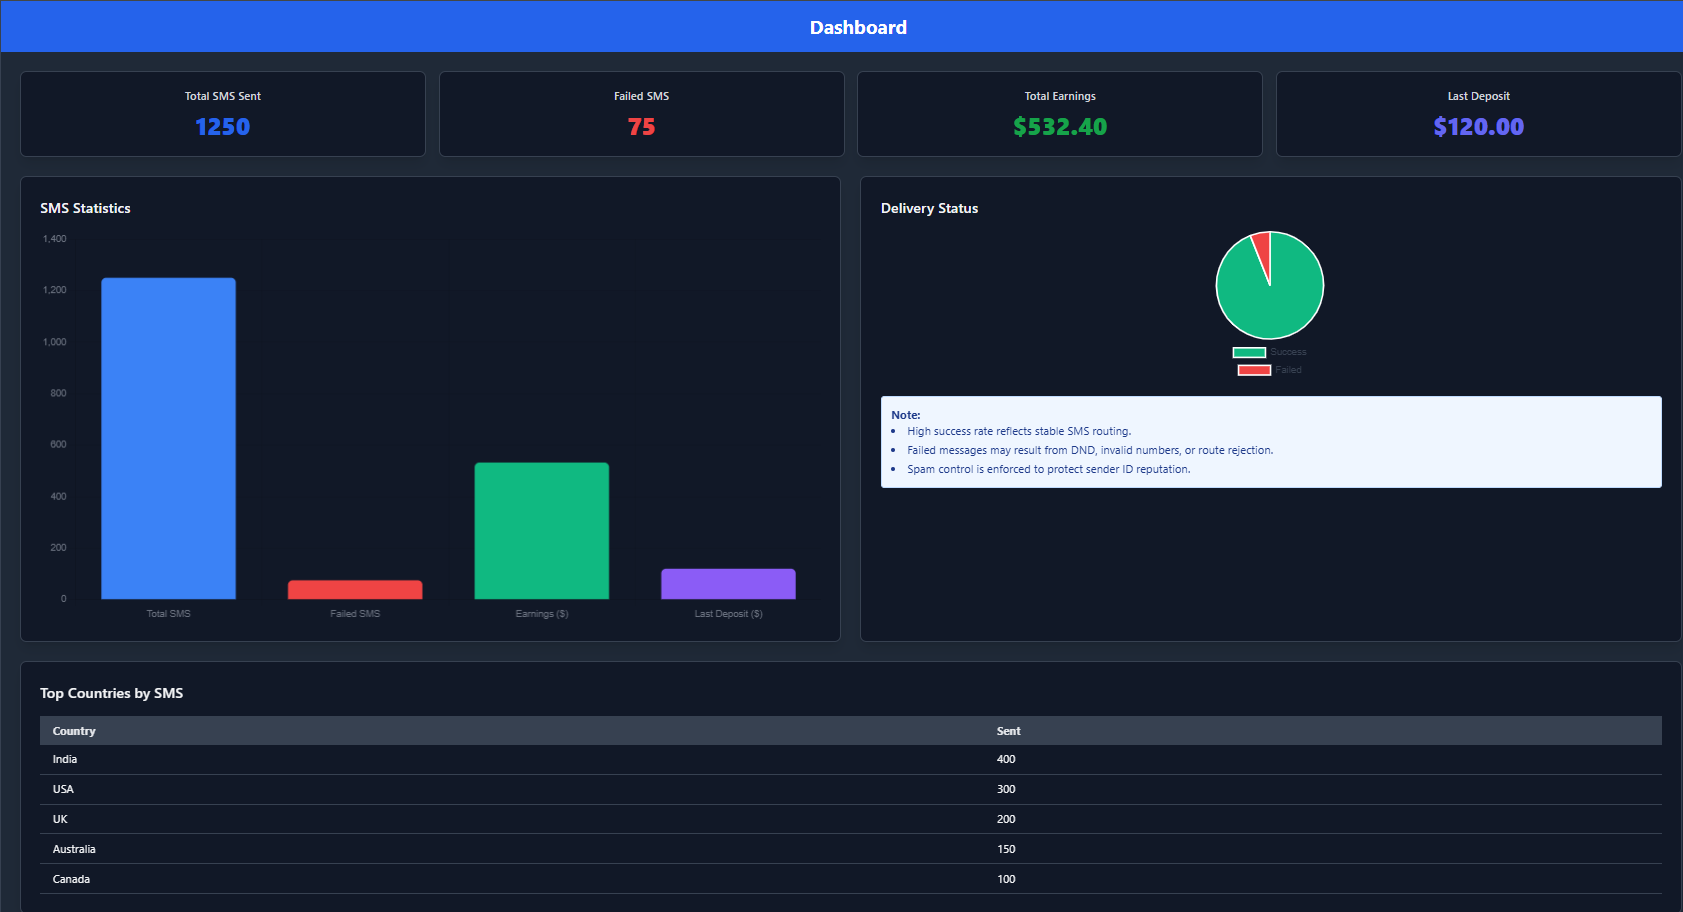 Dashboard
Total SMS Sent
1250
Failed SMS
75
Total Earnings
$532.40
Last Deposit
$120.00
SMS Statistics
1,400
1,200
1,000
800
600
400
200
0
Total SMS
Failed SMS
Earnings ($)
Last Deposit ($)
Delivery Status
Success
Failed
Note:
• High success rate reflects stable SMS routing.
• Failed messages may result from DND, invalid numbers, or route rejection.
• Spam control is enforced to protect sender ID reputation.
Top Countries by SMS
Country Sent
India 400
USA 300
UK 200
Australia 150
Canada 100